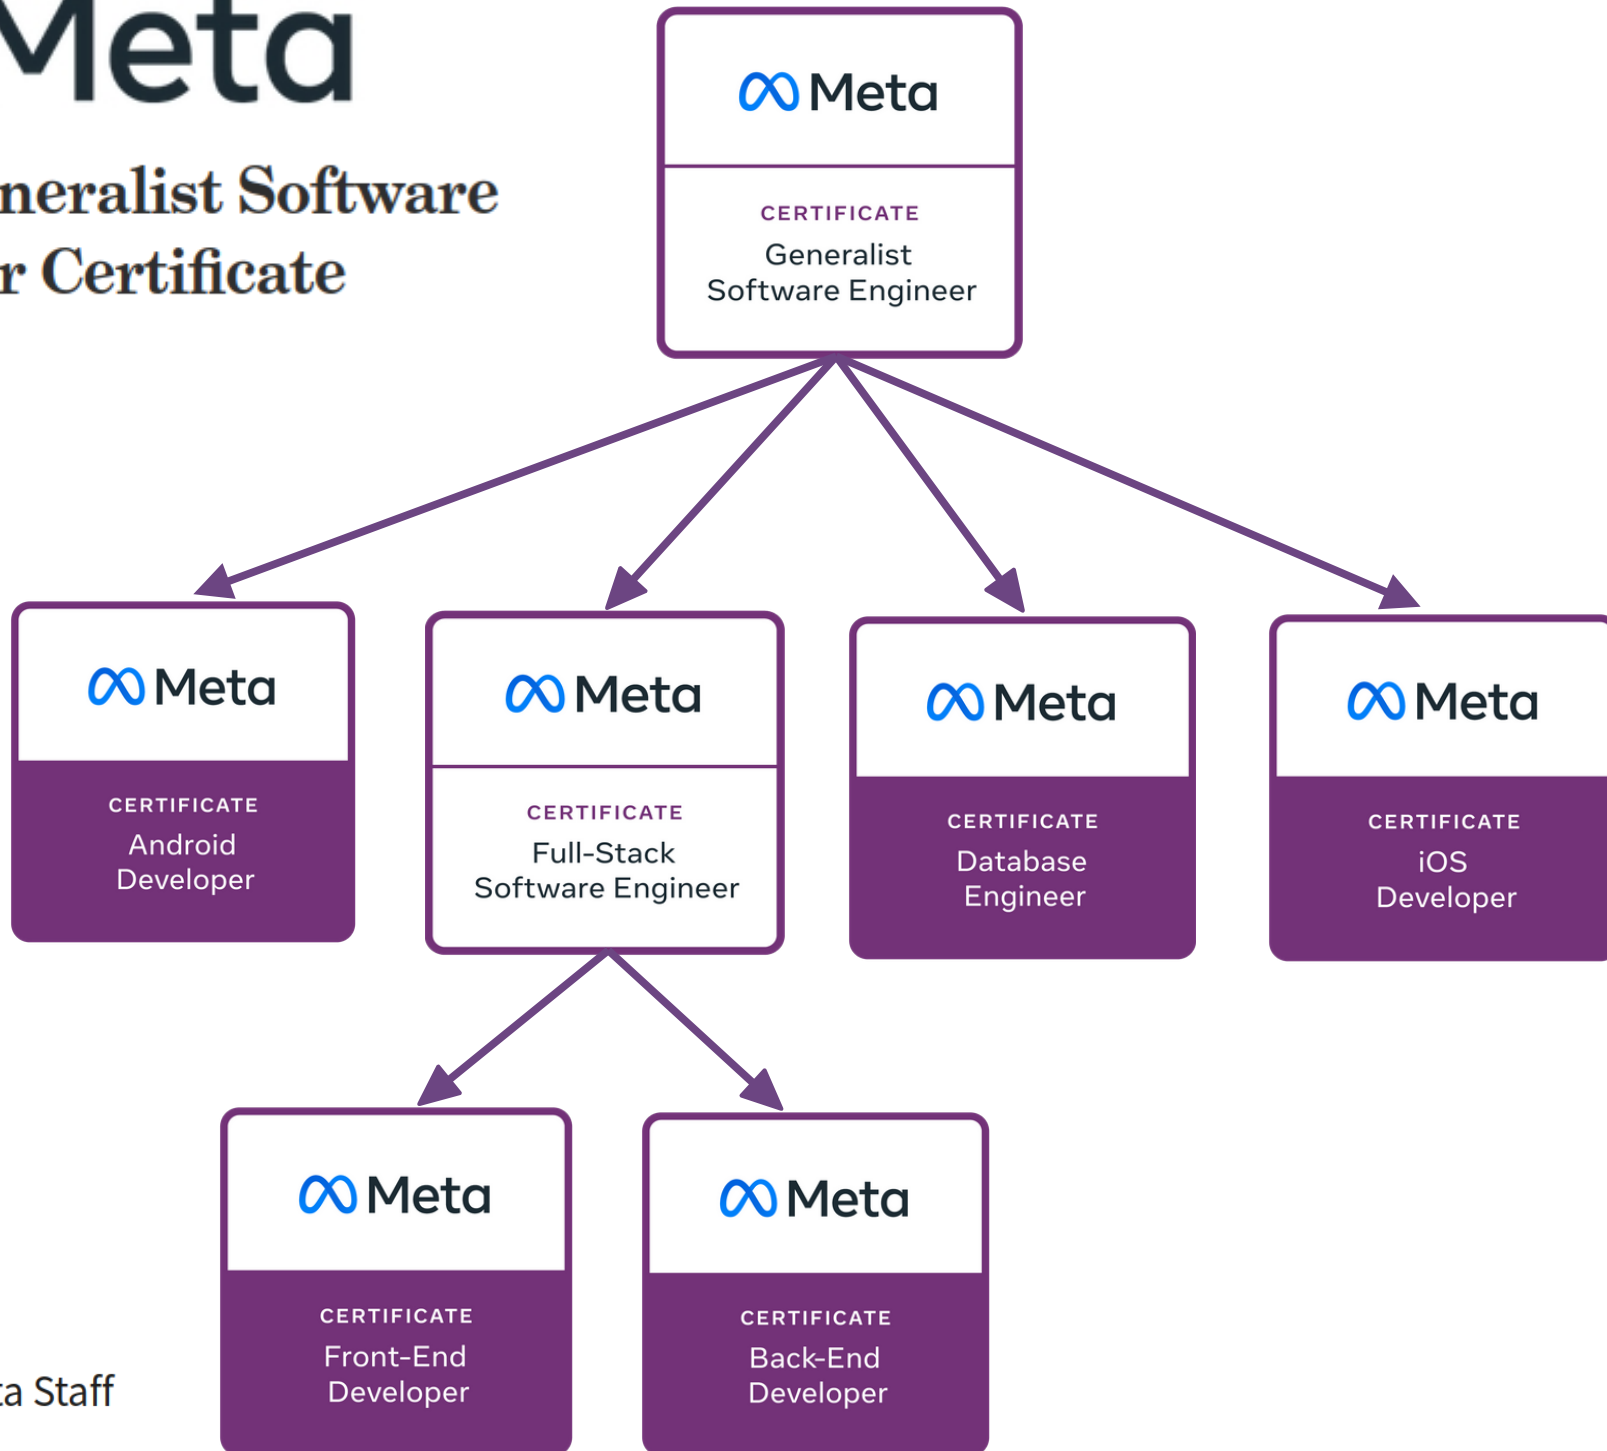 Meta
neralist Software
r Certificate
Meta
CERTIFICATE
Generalist
Software Engineer
Meta
CERTIFICATE
Android
Developer
Meta
CERTIFICATE
Full-Stack
Software Engineer
Meta
CERTIFICATE
Database
Engineer
Meta
CERTIFICATE
iOS
Developer
Meta
CERTIFICATE
Front-End
Developer
Meta
CERTIFICATE
Back-End
Developer
ta Staff